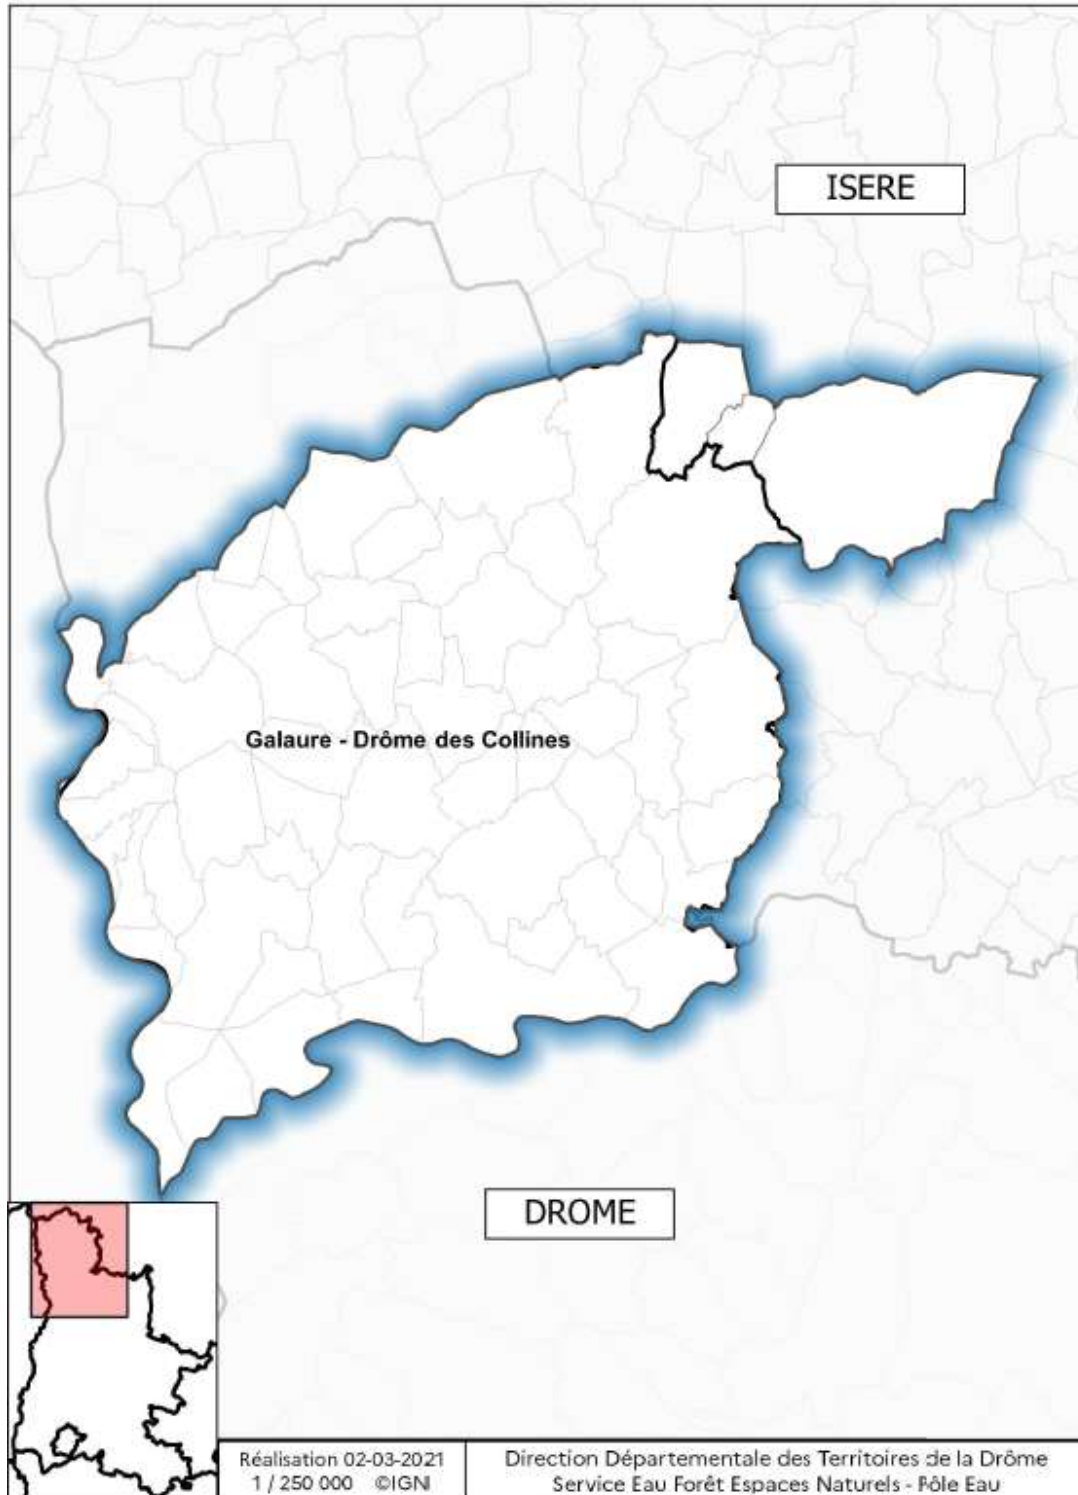 ISERE
Galaure - Drôme des Collines
DROME
Réalisation 02-03-2021
1 / 250 000 ©IGN
Direction Départementale des Territoires de la Drôme
Service Eau Forêt Espaces Naturels - Pôle Eau